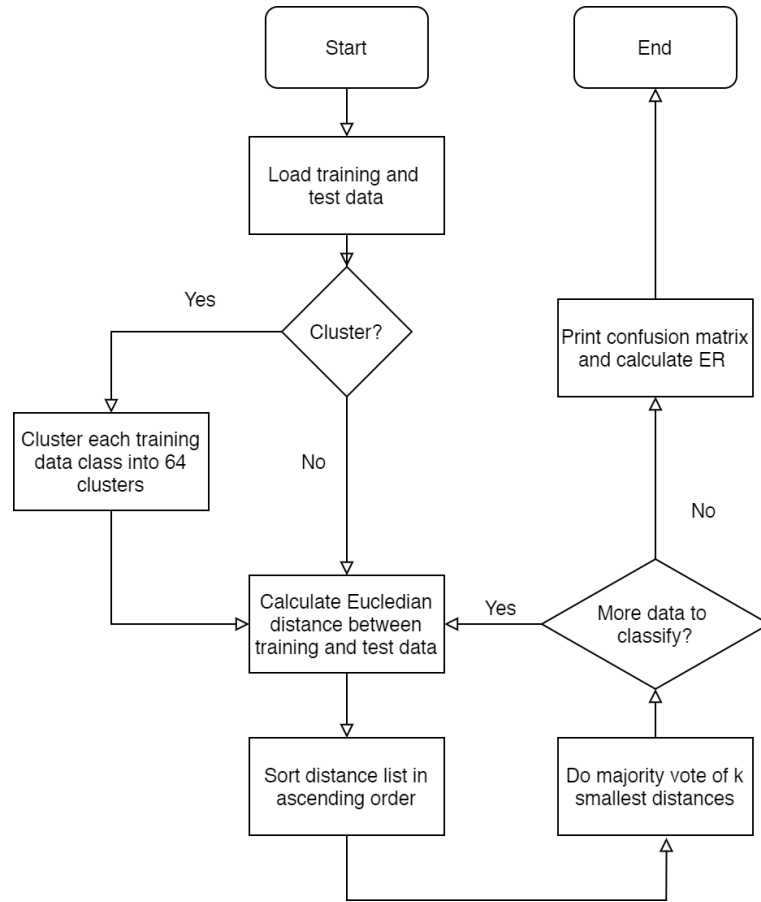 Start
End
Load training and
test data
Yes
Cluster?
Print confusion matrix
and calculate ER
Cluster each training
data class into 64
clusters
No
No
Calculate Eucledian
distance between
training and test data
Yes
More data to
classify?
Sort distance list in
ascending order
Do majority vote of k
smallest distances